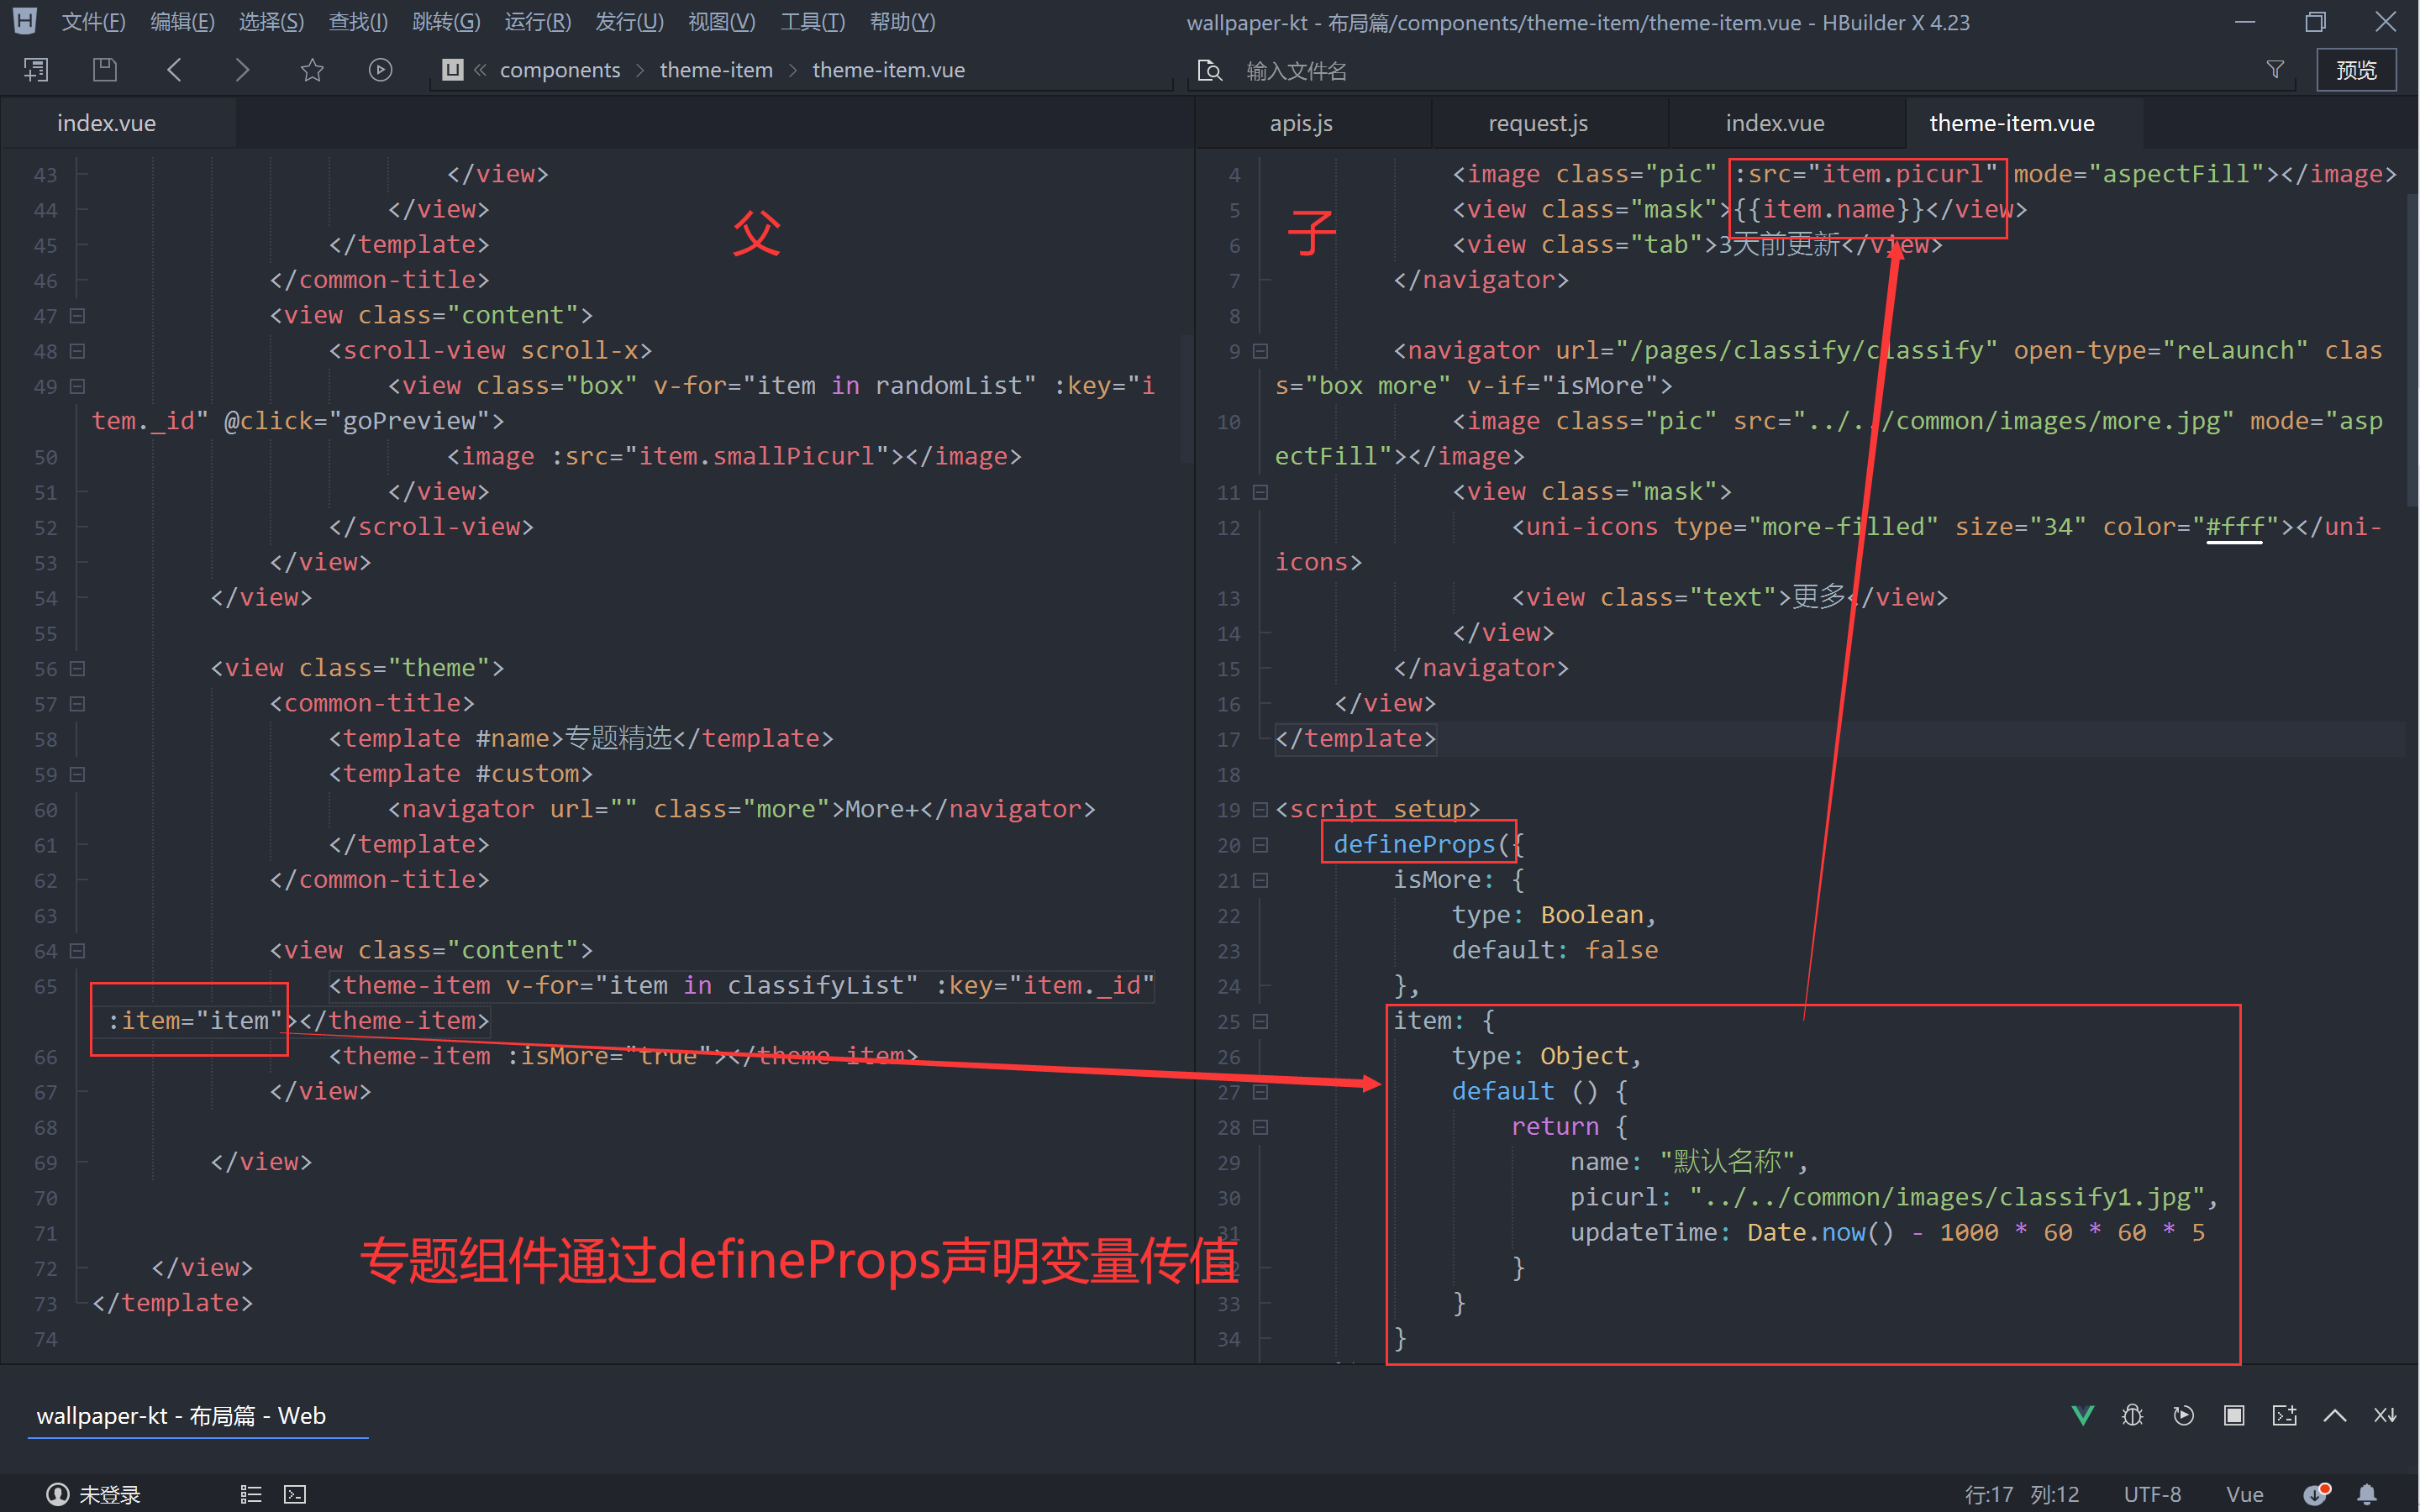 文件(F) 编辑(E) 选择(S) 查找(I) 跳转(G) 运行(R) 发行(U) 视图(V) 工具(T) 帮助(Y)
wallpaper-kt - 布局篇/components/theme-item/theme-item.vue - HBuilder X 4.23
components theme-item theme-item.vue
输入文件名
预览
index.vue
43 </view>
44 </view>
45 </template>
46 </common-title>
47 <view class="content">
48 <scroll-view scroll-x>
49 <view class="box" v-for="item in randomList" :key="i
tem._id" @click="goPreview">
50 <image :src="item.smallPicurl"></image>
51 </view>
52 </scroll-view>
53 </view>
54 </view>
55
56 <view class="theme">
57 <common-title>
58 <template #name>专题精选</template>
59 <template #custom>
60 <navigator url="" class="more">More+</navigator>
61 </template>
62 </common-title>
63
64 <view class="content">
65 <theme-item v-for="item in classifyList" :key="item._id"
:item="item"></theme-item>
66 <theme-item :isMore="true"></theme-item>
67 </view>
68
69 </view>
70
71
72 </view>
73 </template>
74
父
专题组件通过defineProps声明变量传值
apis.js request.js index.vue theme-item.vue
4 <image class="pic" :src="item.picurl" mode="aspectFill"></image>
5 <view class="mask">{{item.name}}</view>
6 <view class="tab">3天前更新</view>
7 </navigator>
8
9 <navigator url="/pages/classify/classify" open-type="reLaunch" clas
s="box more" v-if="isMore">
10 <image class="pic" src="../../common/images/more.jpg" mode="asp
ectFill"></image>
11 <view class="mask">
12 <uni-icons type="more-filled" size="34" color="#fff"></uni-
icons>
13 <view class="text">更多</view>
14 </view>
15 </navigator>
16 </view>
17 </template>
18
19 <script setup>
20 defineProps({
21 isMore: {
22 type: Boolean,
23 default: false
24 },
25 item: {
26 type: Object,
27 default () {
28 return {
29 name: "默认名称",
30 picurl: "../../common/images/classify1.jpg",
31 updateTime: Date.now() - 1000 * 60 * 60 * 5
32 }
33 }
34 }
子
wallpaper-kt - 布局篇 - Web
未登录
行:17 列:12 UTF-8 Vue